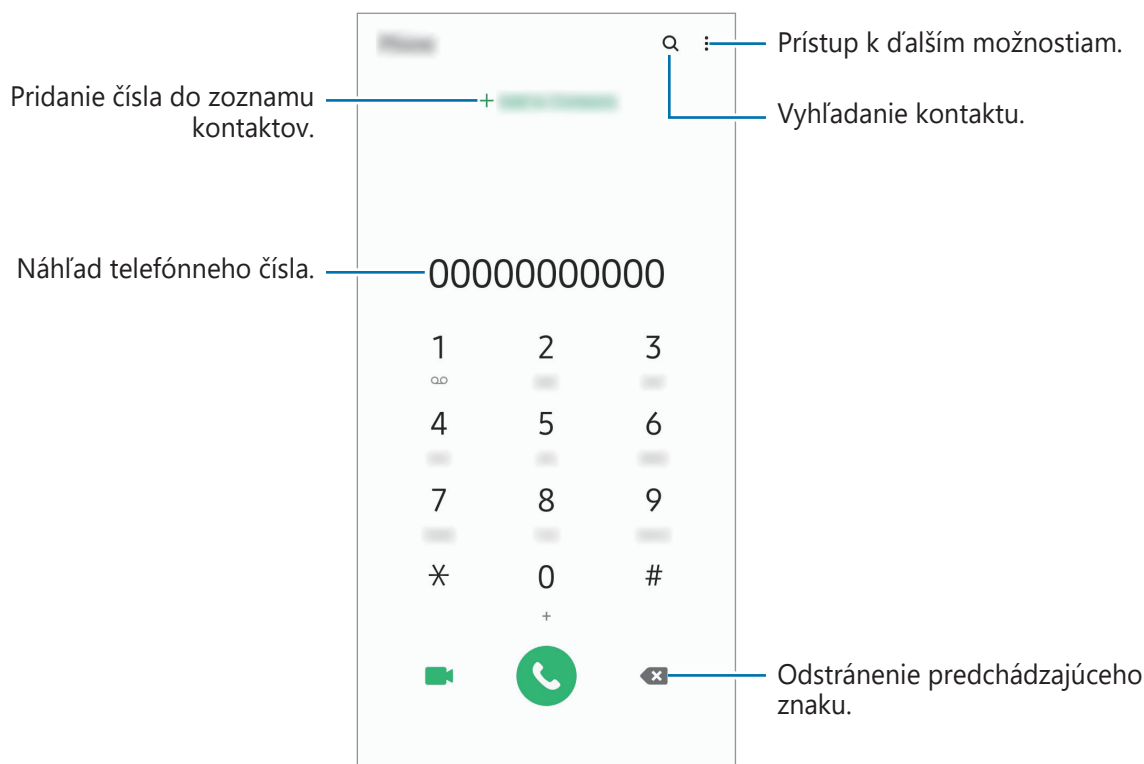 Prístup k ďalším možnostiam.
Pridanie čísla do zoznamu
kontaktov.
+
Vyhľadanie kontaktu.
Náhľad telefónneho čísla.
00000000000
1 2 3
4 5 6
7 8 9
* 0 #
+
Odstránenie predchádzajúceho
znaku.